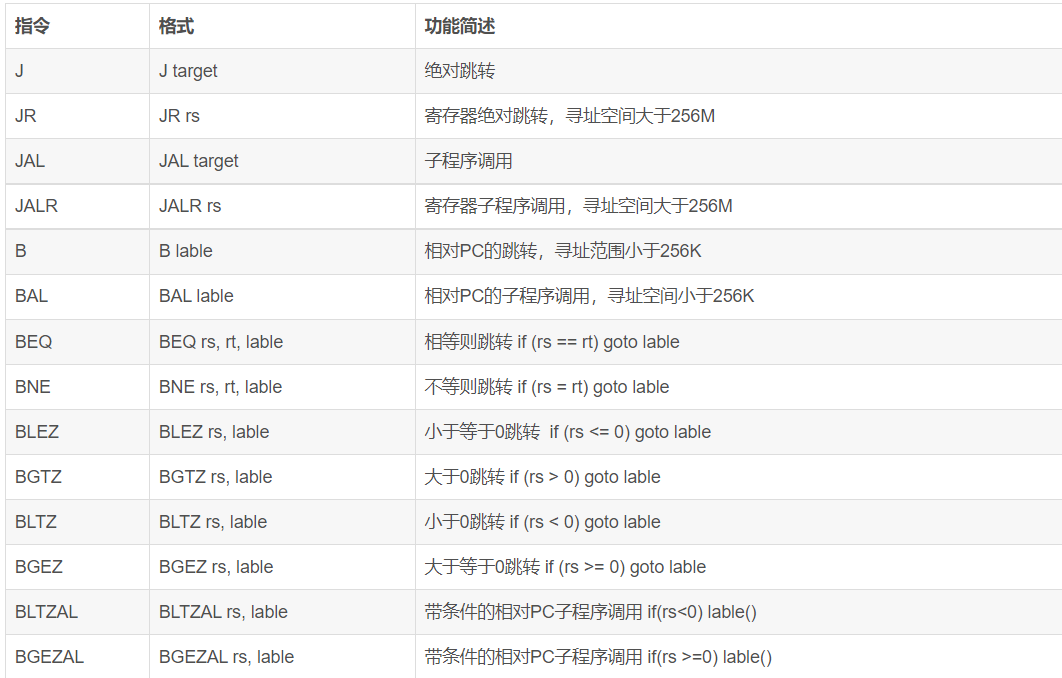 指令 格式 功能简述
J J target 绝对跳转
JR JR rs 寄存器绝对跳转，寻址空间大于256M
JAL JAL target 子程序调用
JALR JALR rs 寄存器子程序调用，寻址空间大于256M
B B lable 相对PC的跳转，寻址范围小于256K
BAL BAL lable 相对PC的子程序调用，寻址空间小于256K
BEQ BEQ rs, rt, lable 相等则跳转 if (rs == rt) goto lable
BNE BNE rs, rt, lable 不等则跳转 if (rs = rt) goto lable
BLEZ BLEZ rs, lable 小于等于0跳转 if (rs <= 0) goto lable
BGTZ BGTZ rs, lable 大于0跳转 if (rs > 0) goto lable
BLTZ BLTZ rs, lable 小于0跳转 if (rs < 0) goto lable
BGEZ BGEZ rs, lable 大于等于0跳转 if (rs >= 0) goto lable
BLTZAL BLTZAL rs, lable 带条件的相对PC子程序调用 if(rs<0) lable()
BGEZAL BGEZAL rs, lable 带条件的相对PC子程序调用 if(rs >=0) lable()